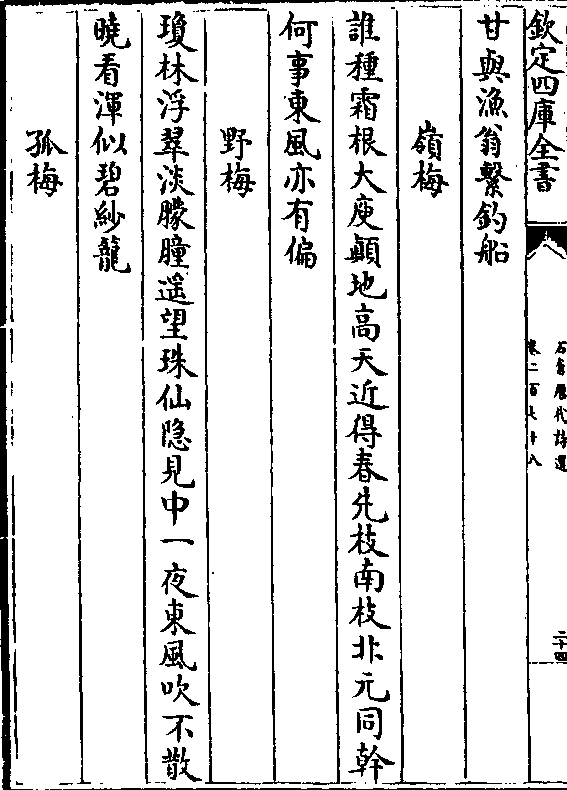 欽定四庫全書
石倉歷代詩選
卷二百七十八
二十四
甘與漁翁繫釣船
嶺梅
誰種霜根大庾顛地高天近得春先枝南枝北元同幹
何事東風亦有偏
野梅
瓊林浮翠淡朦朣遥望珠仙隐見中一夜東風吹不散
曉看渾似碧紗籠
孤梅